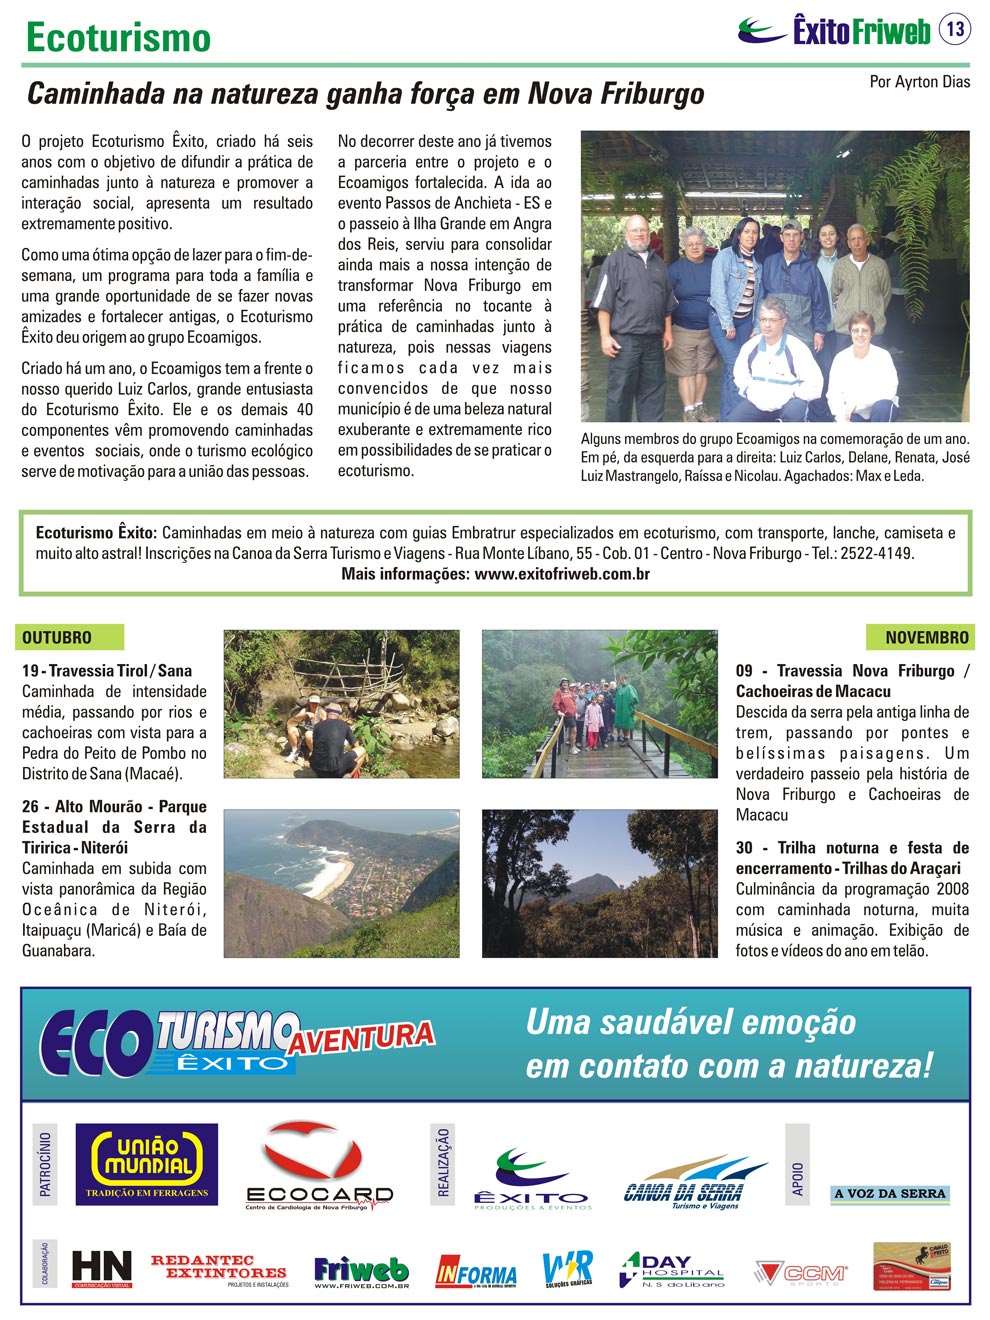 Ecoturismo
ÊxitoFriweb 13
Caminhada na natureza ganha força em Nova Friburgo
Por Ayrton Dias
O projeto Ecoturismo Êxito, criado há seis
anos com o objetivo de difundir a prática de
caminhadas junto à natureza e promover a
interação social, apresenta um resultado
extremamente positivo.
Como uma ótima opção de lazer para o fim-de-
semana, um programa para toda a família e
uma grande oportunidade de se fazer novas
amizades e fortalecer antigas, o Ecoturismo
Êxito deu origem ao grupo Ecoamigos.
Criado há um ano, o Ecoamigos tem a frente o
nosso querido Luiz Carlos, grande entusiasta
do Ecoturismo Êxito. Ele e os demais 40
componentes vêm promovendo caminhadas
e eventos sociais, onde o turismo ecológico
serve de motivação para a união das pessoas.
No decorrer deste ano já tivemos
a parceria entre o projeto e o
Ecoamigos fortalecida. A ida ao
evento Passos de Anchieta - ES e
o passeio à Ilha Grande em Angra
dos Reis, serviu para consolidar
ainda mais a nossa intenção de
transformar Nova Friburgo em
uma referência no tocante à
prática de caminhadas junto à
natureza, pois nessas viagens
ficamos cada vez mais
convencidos de que nosso
município é de uma beleza natural
exuberante e extremamente rico
em possibilidades de se praticar o
ecoturismo.
Alguns membros do grupo Ecoamigos na comemoração de um ano.
Em pé, da esquerda para a direita: Luiz Carlos, Delane, Renata, José
Luiz Mastrangelo, Raíssa e Nicolau. Agachados: Max e Leda.
Ecoturismo Êxito: Caminhadas em meio à natureza com guias Embratrur especializados em ecoturismo, com transporte, lanche, camiseta e
muito alto astral! Inscrições na Canoa da Serra Turismo e Viagens - Rua Monte Líbano, 55 - Cob. 01 - Centro - Nova Friburgo - Tel.: 2522-4149.
Mais informações: www.exitofriweb.com.br
OUTUBRO
19 - Travessia Tirol / Sana
Caminhada de intensidade
média, passando por rios e
cachoeiras com vista para a
Pedra do Peito de Pombo no
Distrito de Sana (Macaé).
26 - Alto Mourão - Parque
Estadual da Serra da
Tiririca - Niterói
Caminhada em subida com
vista panorâmica da Região
Oceânica de Niterói,
Itaipuaçu (Maricá) e Baía de
Guanabara.
NOVEMBRO
09 - Travessia Nova Friburgo /
Cachoeiras de Macacu
Descida da serra pela antiga linha de
trem, passando por pontes e
belíssimas paisagens. Um
verdadeiro passeio pela história de
Nova Friburgo e Cachoeiras de
Macacu
30 - Trilha noturna e festa de
encerramento - Trilhas do Araçari
Culminância da programação 2008
com caminhada noturna, muita
música e animação. Exibição de
fotos e vídeos do ano em telão.
ECO TURISMO AVENTURA
ÊXITO
Uma saudável emoção
em contato com a natureza!
PATROCÍNIO
UNIÃO
MUNDIAL
TRADIÇÃO EM FERRAGENS
ECOCARD
Centro de Cardiologia de Nova Friburgo
REALIZAÇÃO
ÊXITO
PRODUÇÕES & EVENTOS
CANOA DA SERRA
Turismo e Viagens
APOIO
A VOZ DA SERRA
COLABORAÇÃO
HN
COMUNICAÇÃO VISUAL
REDANTEC
EXTINTORES
PROJETOS E INSTALAÇÕES
Friweb
WWW.FRIWEB.COM.BR
INFORMA
WR
SOLUÇÕES GRÁFICAS
DAY
HOSPITAL
N. S. do Líbano
CCM
SPORTS